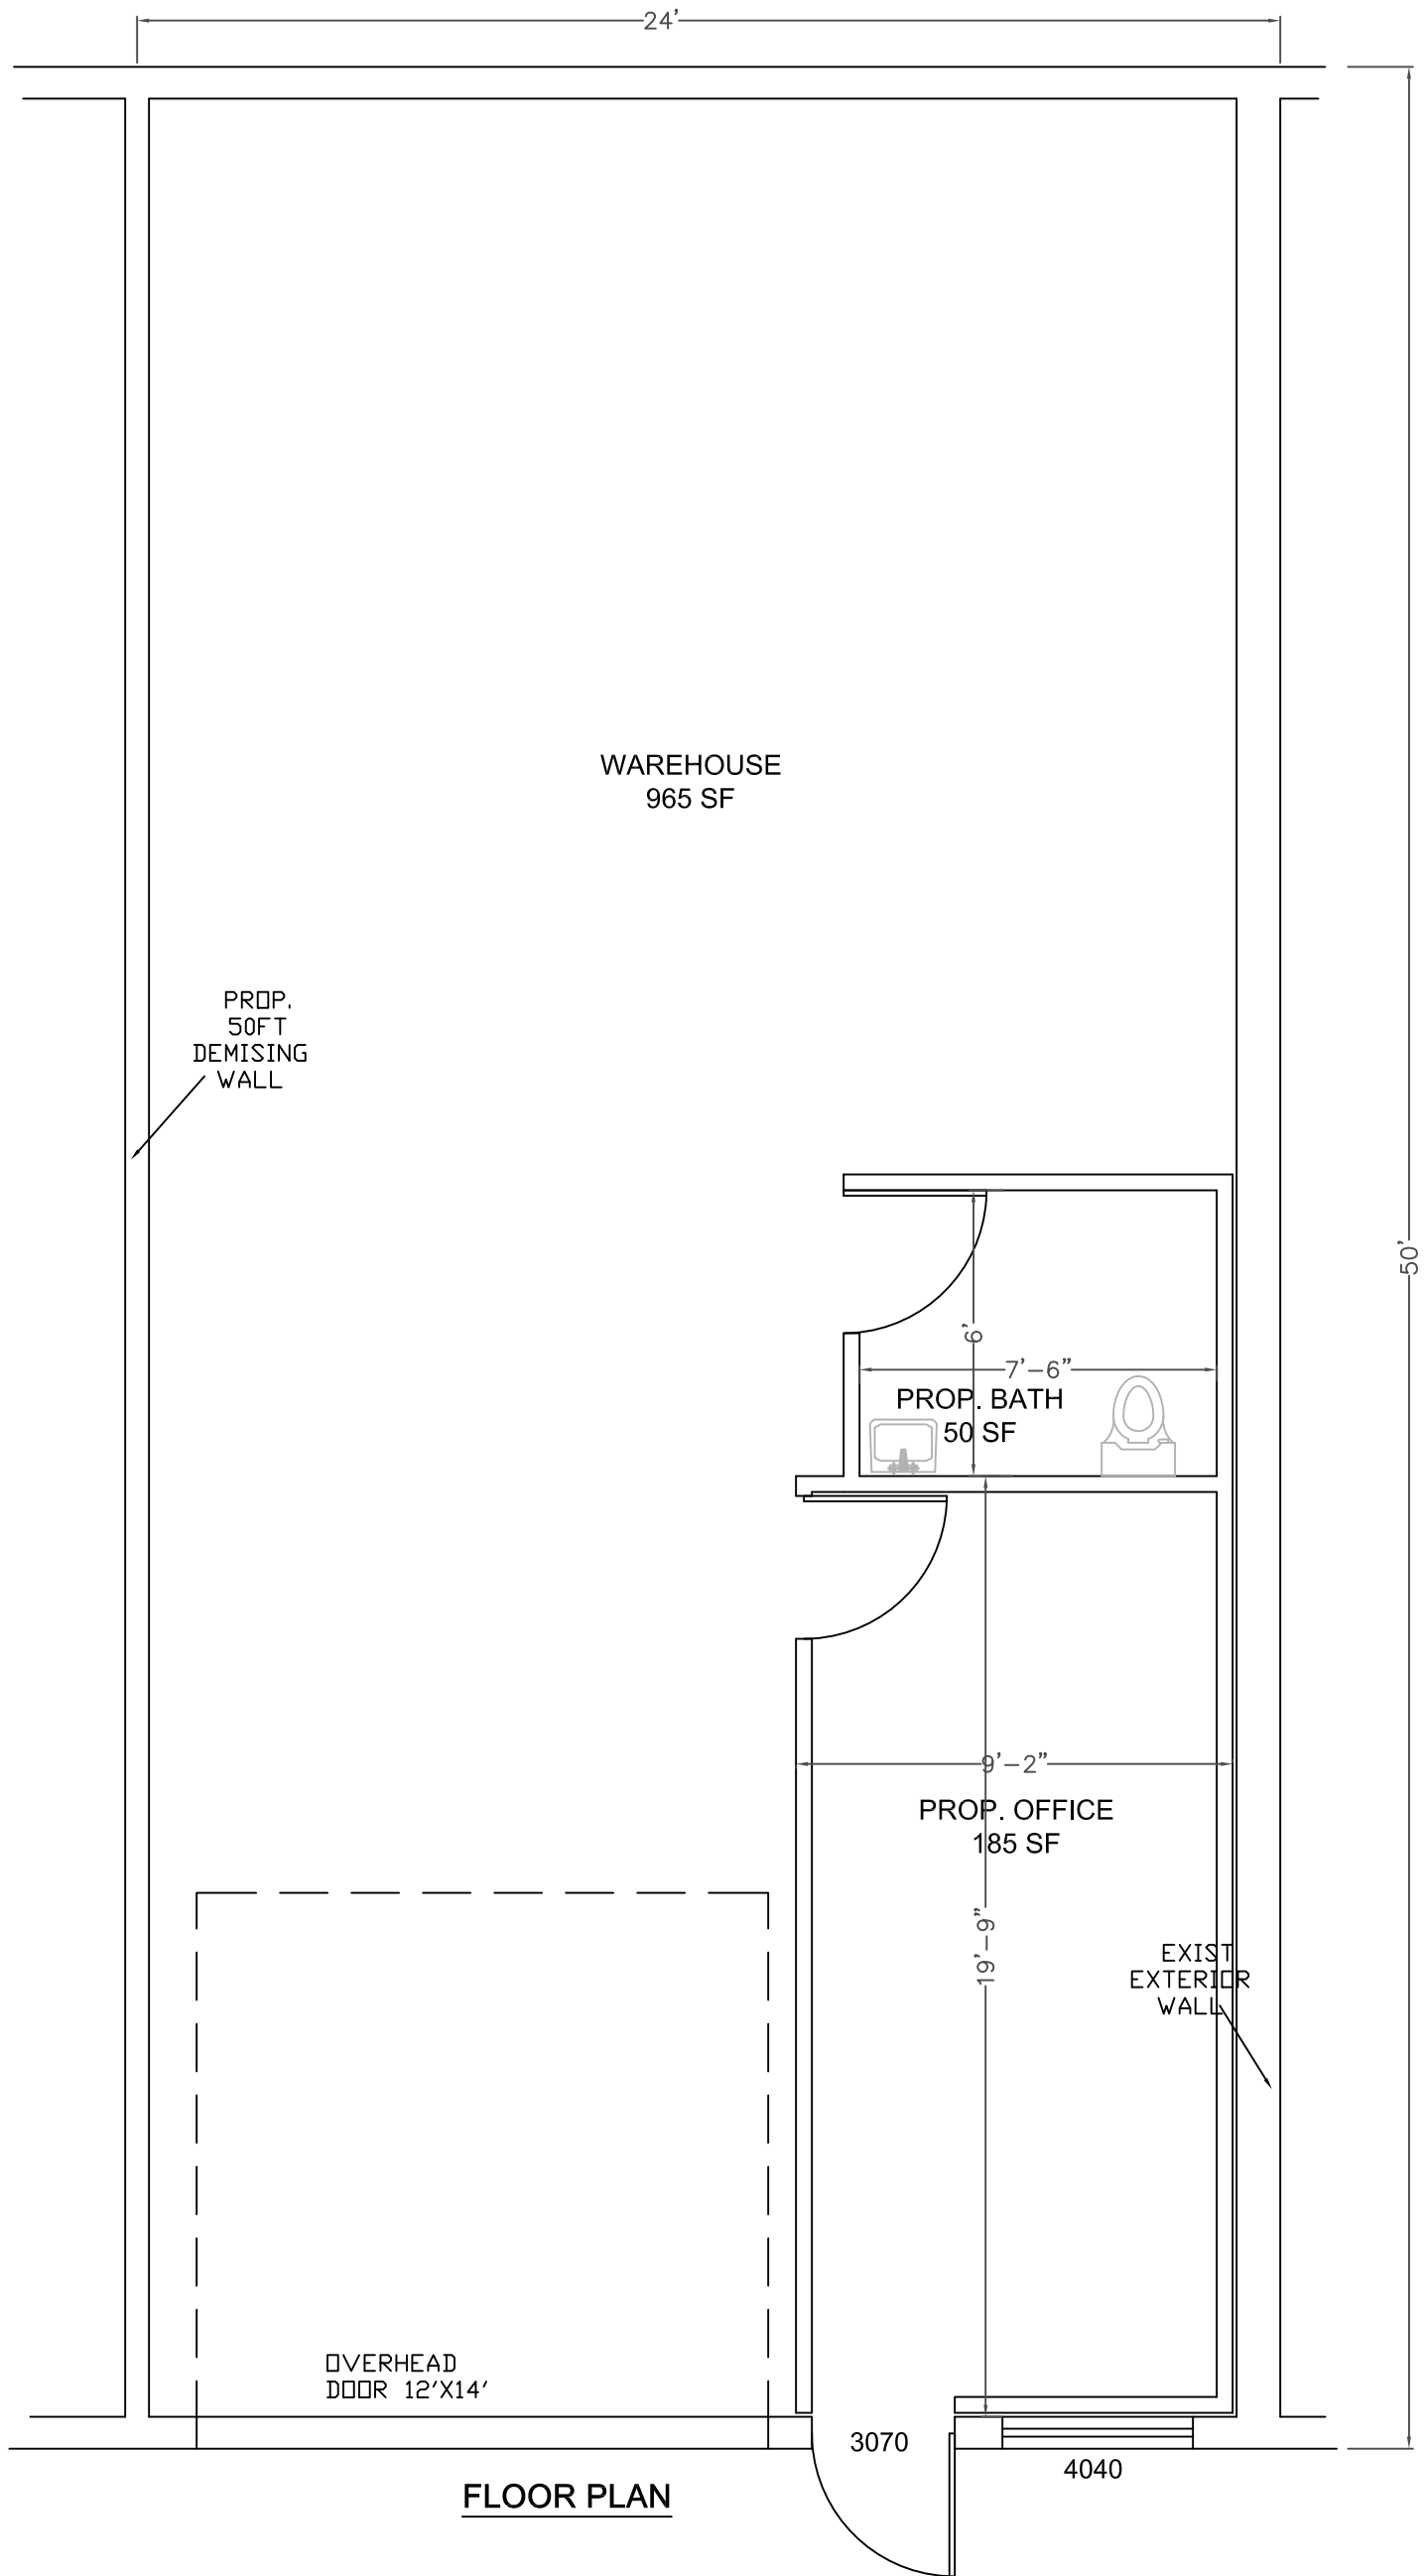 24'
WAREHOUSE
965 SF
PROP.
50FT
DEMISING
WALL
50'
6'
7'-6"
PROP. BATH
50 SF
9'-2"
PROP. OFFICE
185 SF
19'-9"
EXIST
EXTERIOR
WALL
OVERHEAD
DOOR 12'X14'
3070
4040
FLOOR PLAN